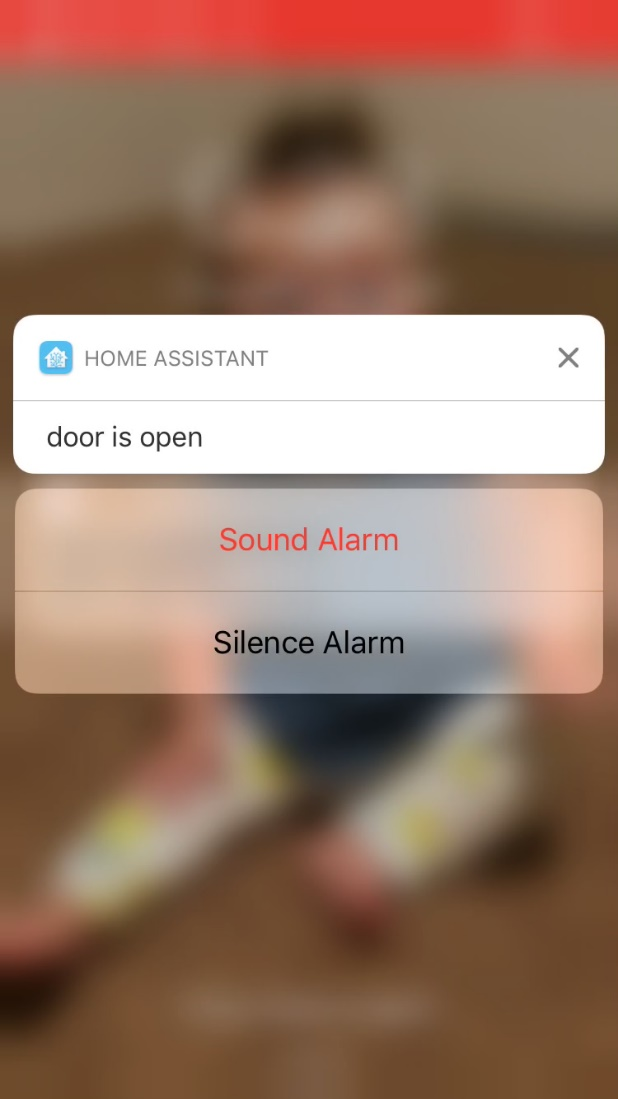 HOME ASSISTANT
door is open
Sound Alarm
Silence Alarm